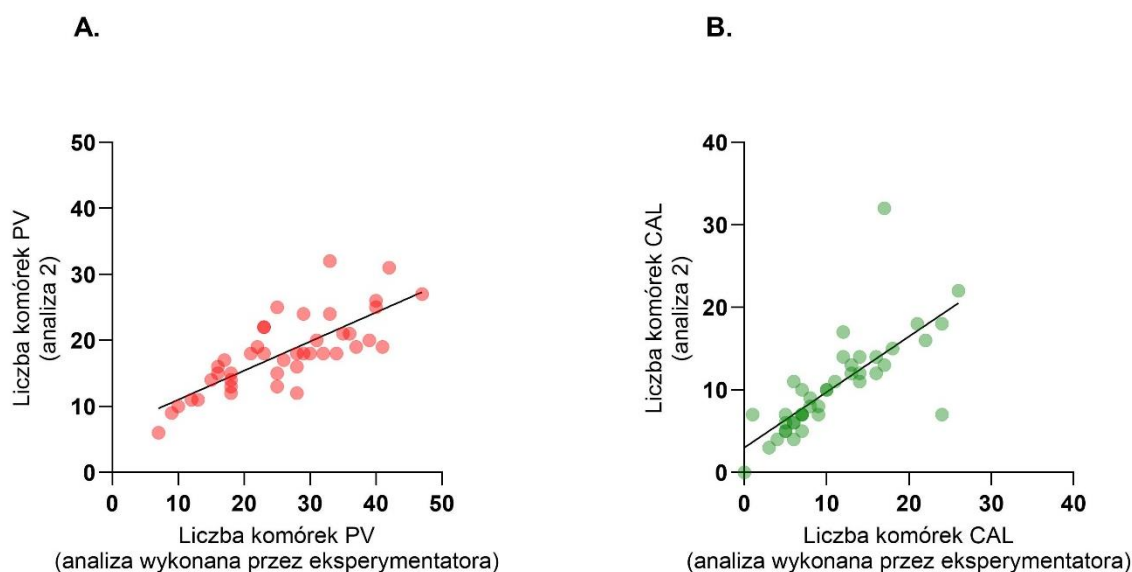 A.
50
40
30
20
10
0
Liczba komórek PV
(analiza 2)
0 10 20 30 40 50
Liczba komórek PV
(analiza wykonana przez eksperymentatora)
B.
40
30
20
10
0
Liczba komórek CAL
(analiza 2)
0 10 20 30 40
Liczba komórek CAL
(analiza wykonana przez eksperymentatora)